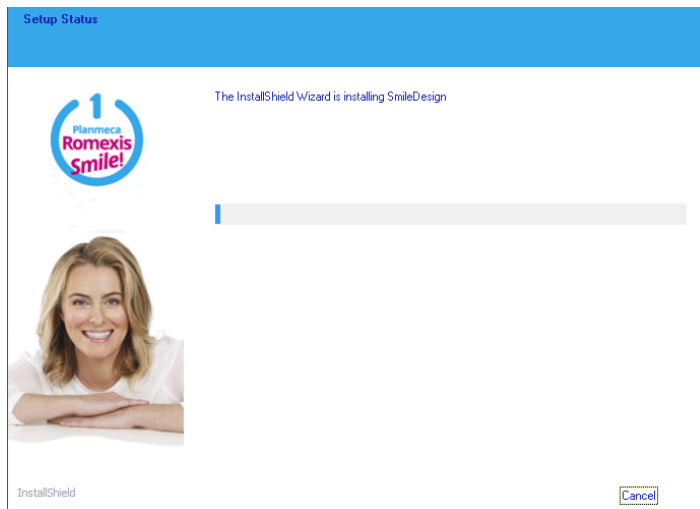 Setup Status
The InstallShield Wizard is installing SmileDesign
1
Planmeca
Romexis
Smile!
InstallShield
Cancel